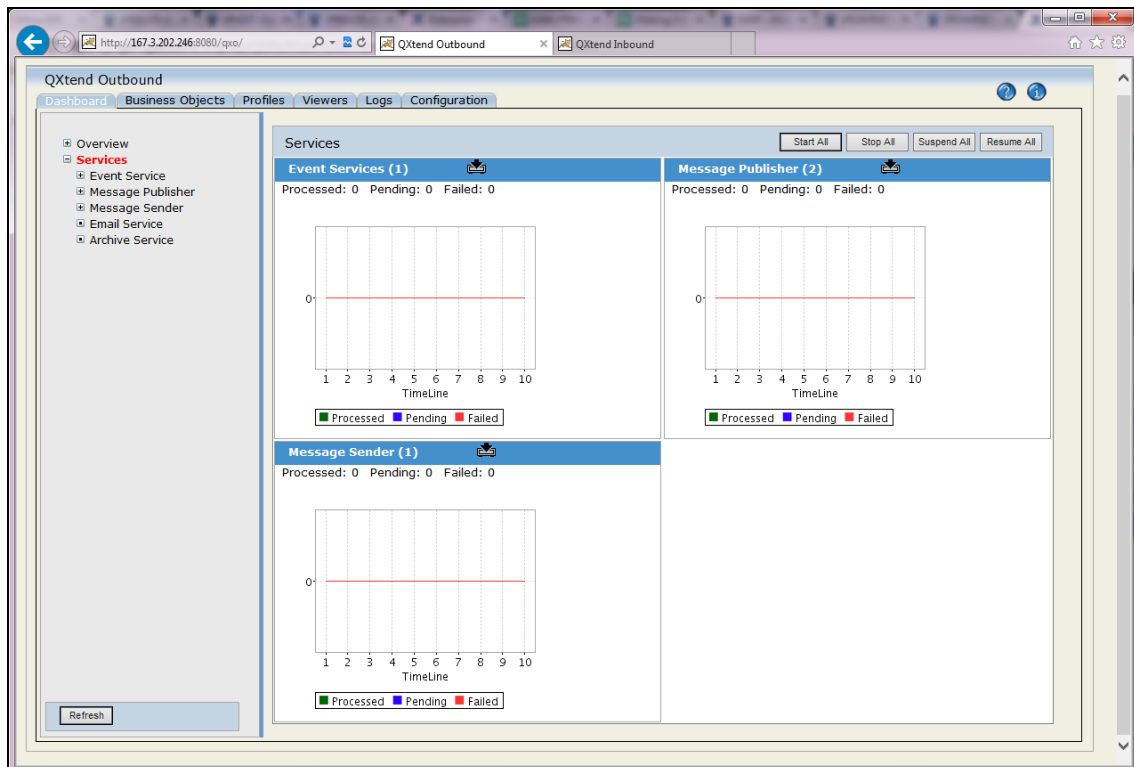 http://167.3.202.246:8080/qxo/
QXtend Outbound
QXtend Inbound
QXtend Outbound
Dashboard Business Objects Profiles Viewers Logs Configuration
Overview
Services
Event Service
Message Publisher
Message Sender
Email Service
Archive Service
Refresh
Services
Start All Stop All Suspend All Resume All
Event Services (1)
Processed: 0 Pending: 0 Failed: 0
0
1 2 3 4 5 6 7 8 9 10
TimeLine
Processed Pending Failed
Message Publisher (2)
Processed: 0 Pending: 0 Failed: 0
0
1 2 3 4 5 6 7 8 9 10
TimeLine
Processed Pending Failed
Message Sender (1)
Processed: 0 Pending: 0 Failed: 0
0
1 2 3 4 5 6 7 8 9 10
TimeLine
Processed Pending Failed